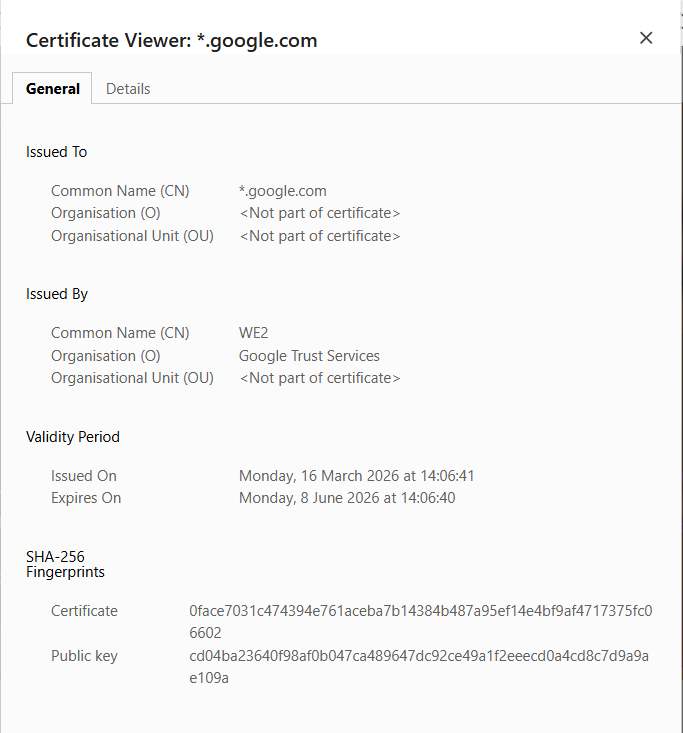 Certificate Viewer: *.google.com
General Details
Issued To
Common Name (CN) *.google.com
Organisation (O) <Not part of certificate>
Organisational Unit (OU) <Not part of certificate>
Issued By
Common Name (CN) WE2
Organisation (O) Google Trust Services
Organisational Unit (OU) <Not part of certificate>
Validity Period
Issued On Monday, 16 March 2026 at 14:06:41
Expires On Monday, 8 June 2026 at 14:06:40
SHA-256
Fingerprints
Certificate 0face7031c474394e761aceba7b14384b487a95ef14e4bf9af4717375fc0
6602
Public key cd04ba23640f98af0b047ca489647dc92ce49a1f2eeecd0a4cd8c7d9a9a
e109a